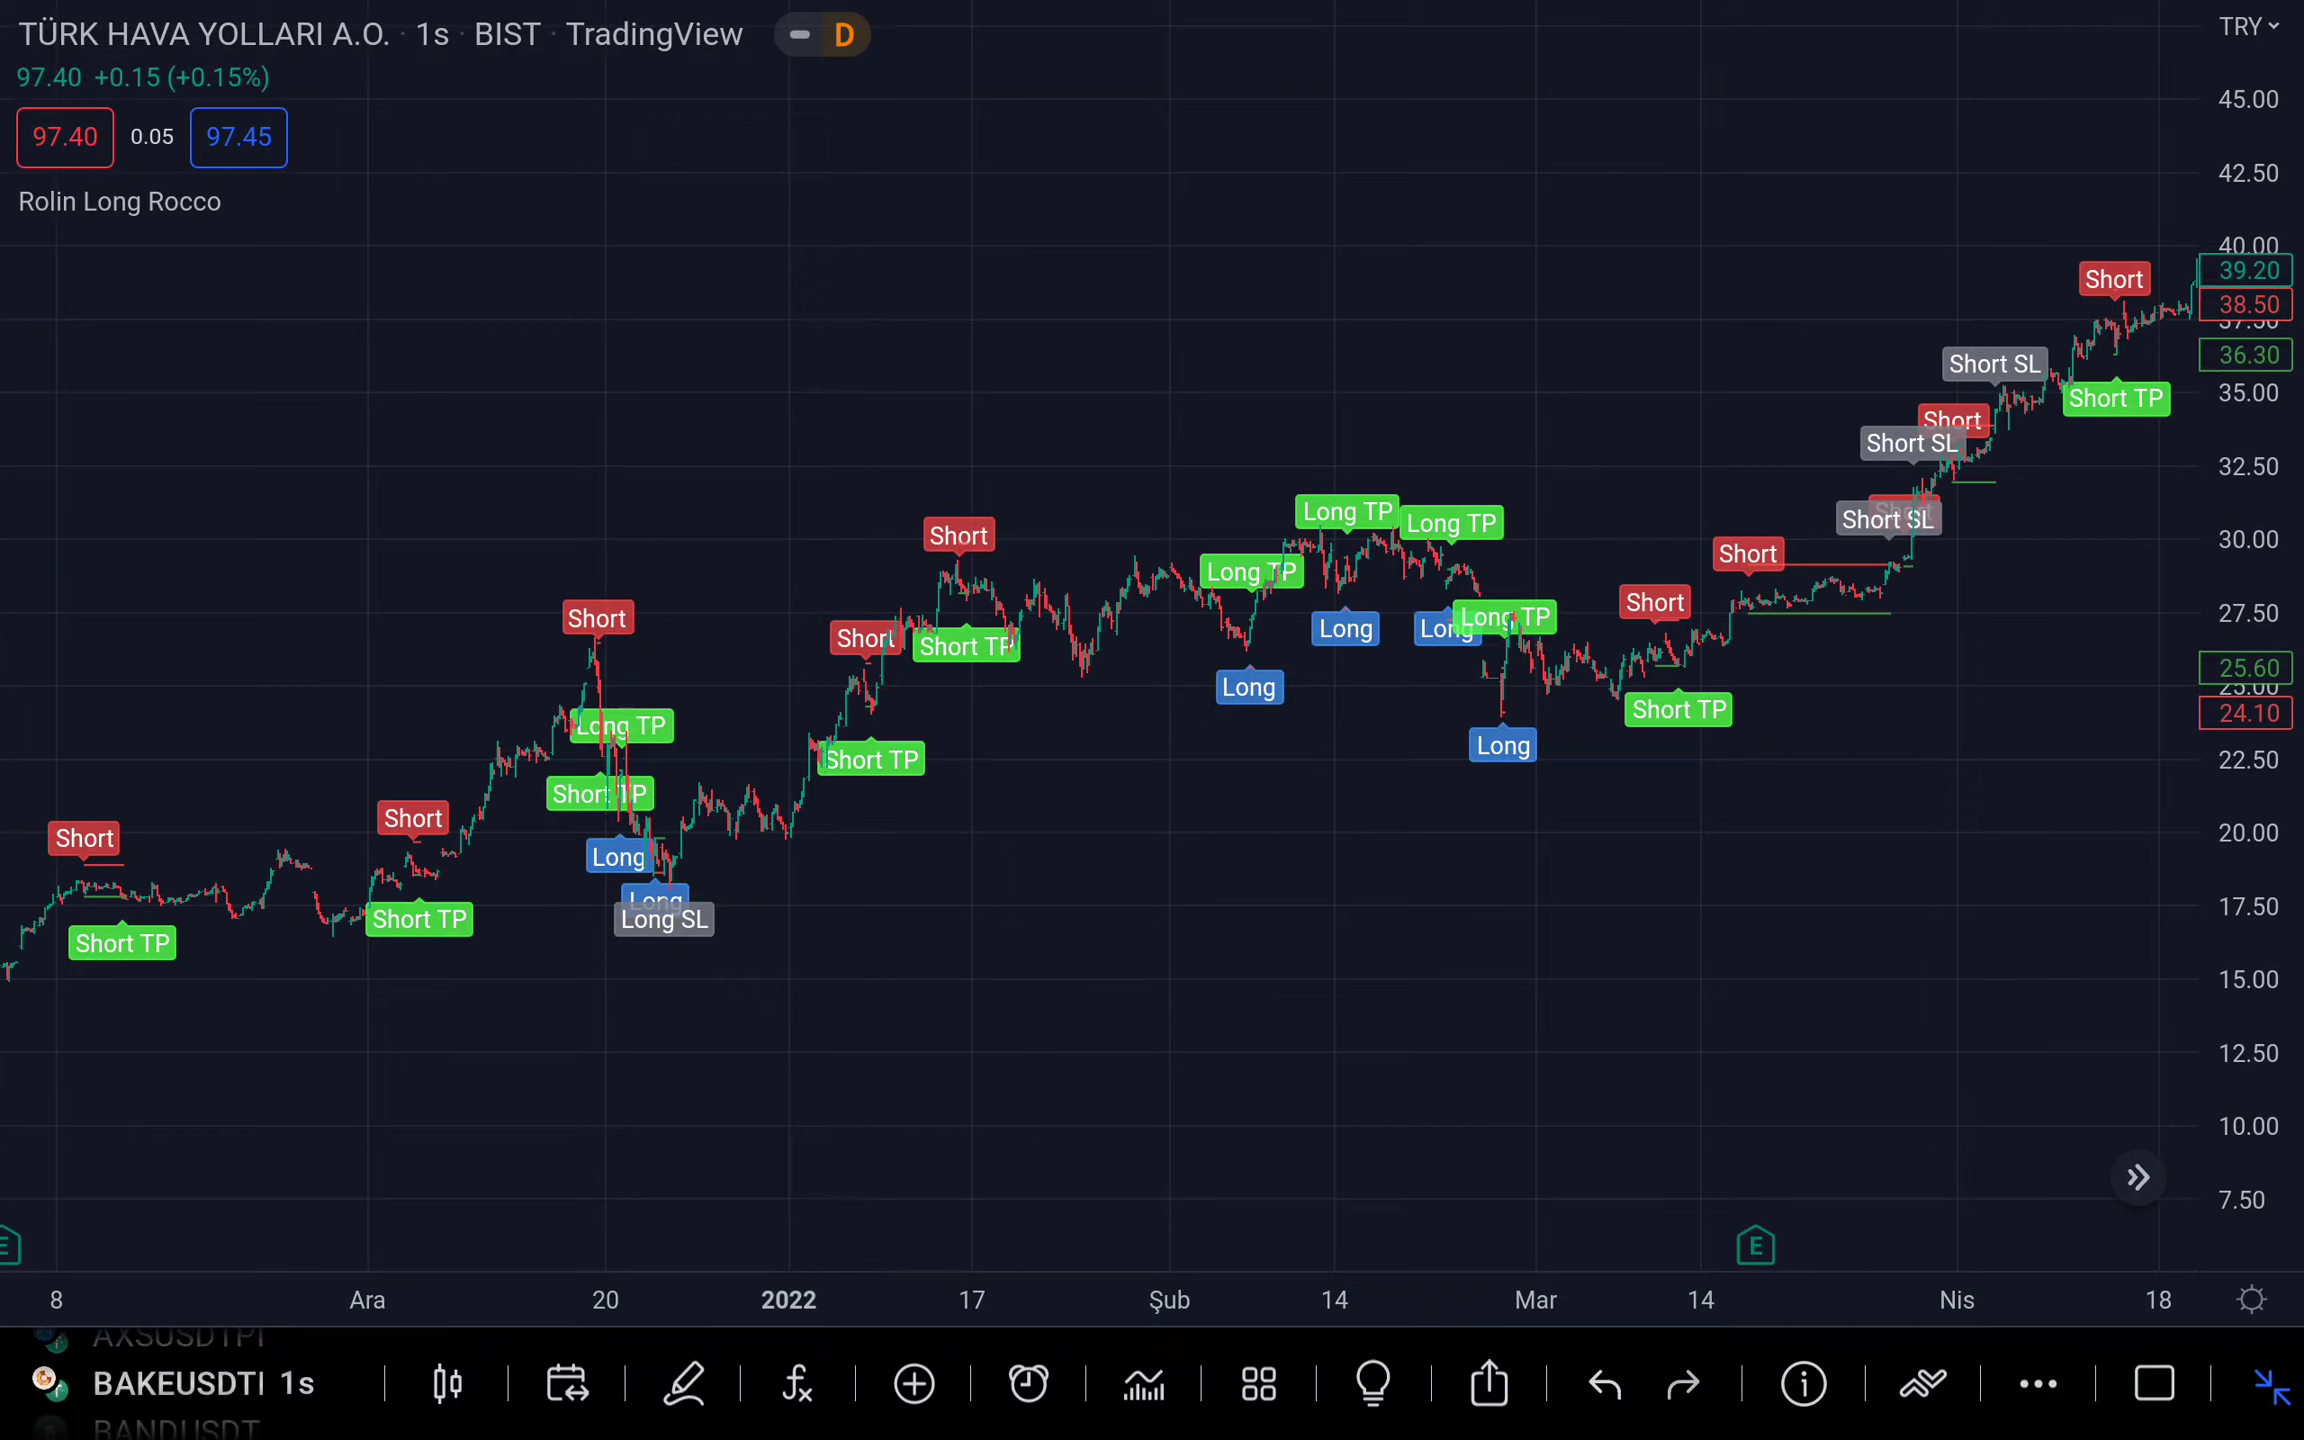 TÜRK HAVA YOLLARI A.O. · 1s · BIST · TradingView
D
TRY
97.40 +0.15 (+0.15%)
97.40 0.05 97.45
Rolin Long Rocco
45.00
42.50
40.00
39.20
38.50
37.50
36.30
35.00
32.50
30.00
27.50
25.60
25.00
24.10
22.50
20.00
17.50
15.00
12.50
10.00
7.50
Short
Short SL
Short TP
Short
Short SL
Short
Short SL
Long TP
Long TP
Short
Short
Long TP
Short
Short
Long TP
Long
Long
Short
Short TP
Long
Short TP
Long TP
Long
Short TP
Short TP
Short
Short
Long
Long
Long SL
Short TP
Short TP
E
E
8
Ara
20
2022
17
Şub
14
Mar
14
Nis
18
AXSUSDTPI
BAKEUSDTI 1s
BANDUSDT